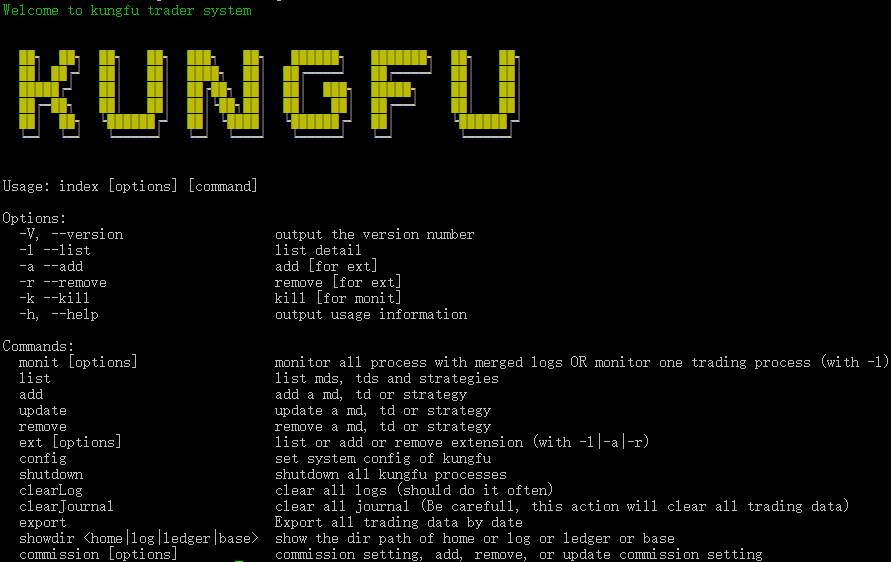 Welcome to kungfu trader system
KUNGFU
Usage: index [options] [command]
Options:
-V, --version output the version number
-l --list list detail
-a --add add [for ext]
-r --remove remove [for ext]
-k --kill kill [for monit]
-h, --help output usage information
Commands:
monit [options] monitor all process with merged logs OR monitor one trading process (with -l)
list list mds, tds and strategies
add add a md, td or strategy
update update a md, td or strategy
remove remove a md, td or strategy
ext [options] list or add or remove extension (with -l|-a|-r)
config set system config of kungfu
shutdown shutdown all kungfu processes
clearLog clear all logs (should do it often)
clearJournal clear all journal (Be carefull, this action will clear all trading data)
export Export all trading data by date
showdir <home|log|ledger|base> show the dir path of home or log or ledger or base
commission [options] commission setting, add, remove, or update commission setting